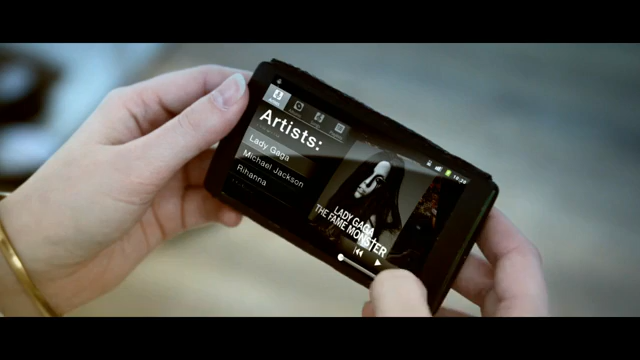 Artists:
Lady Gaga
Michael Jackson
Rihanna
LADY GAGA
THE FAME MONSTER